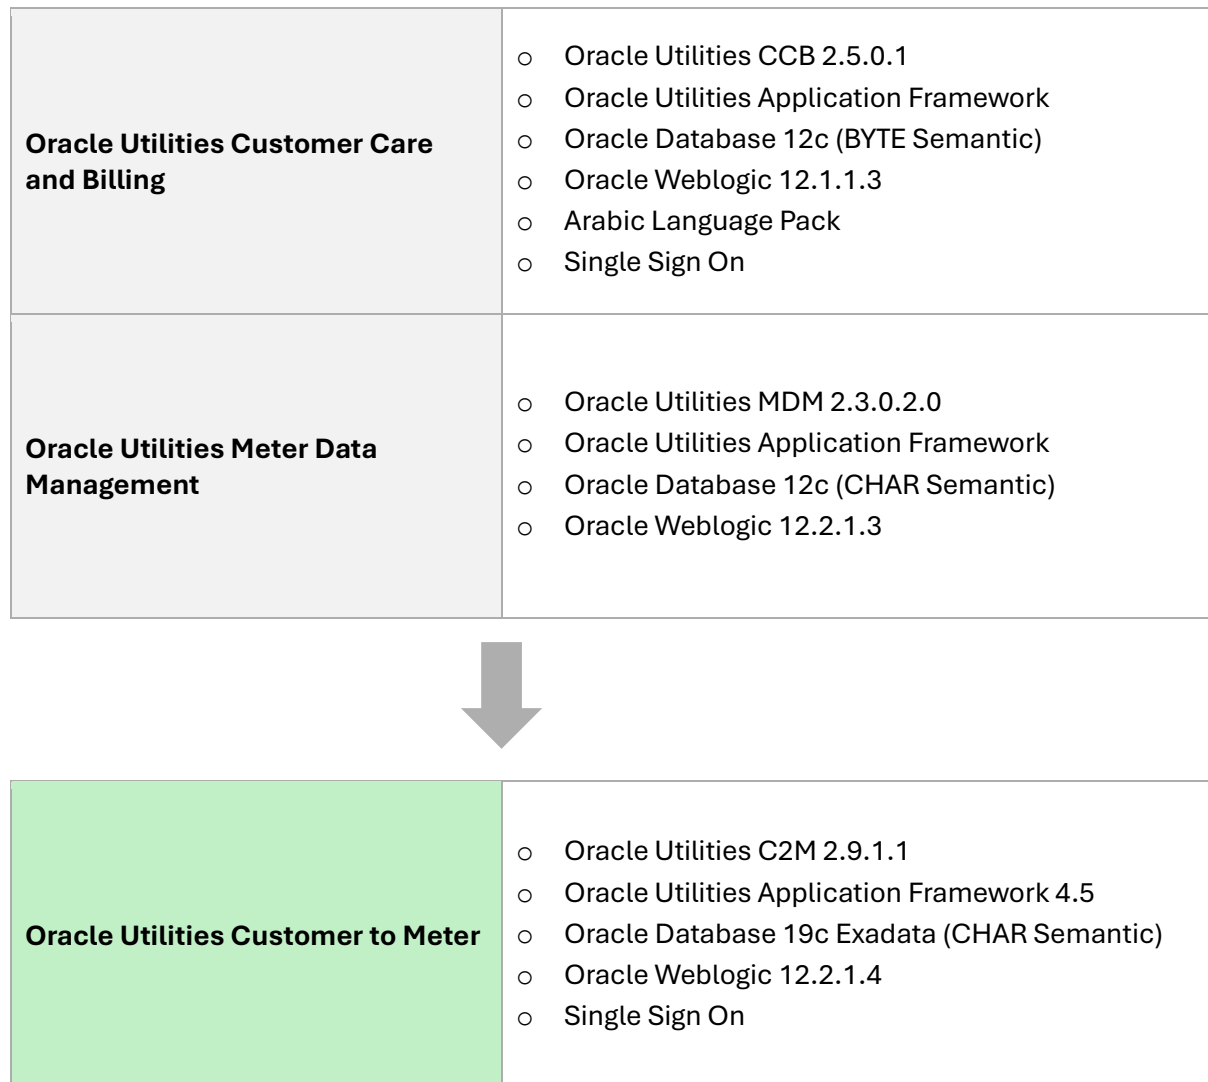 Oracle Utilities Customer Care
and Billing
o Oracle Utilities CCB 2.5.0.1
o Oracle Utilities Application Framework
o Oracle Database 12c (BYTE Semantic)
o Oracle Weblogic 12.1.1.3
o Arabic Language Pack
o Single Sign On
Oracle Utilities Meter Data
Management
o Oracle Utilities MDM 2.3.0.2.0
o Oracle Utilities Application Framework
o Oracle Database 12c (CHAR Semantic)
o Oracle Weblogic 12.2.1.3
Oracle Utilities Customer to Meter
o Oracle Utilities C2M 2.9.1.1
o Oracle Utilities Application Framework 4.5
o Oracle Database 19c Exadata (CHAR Semantic)
o Oracle Weblogic 12.2.1.4
o Single Sign On